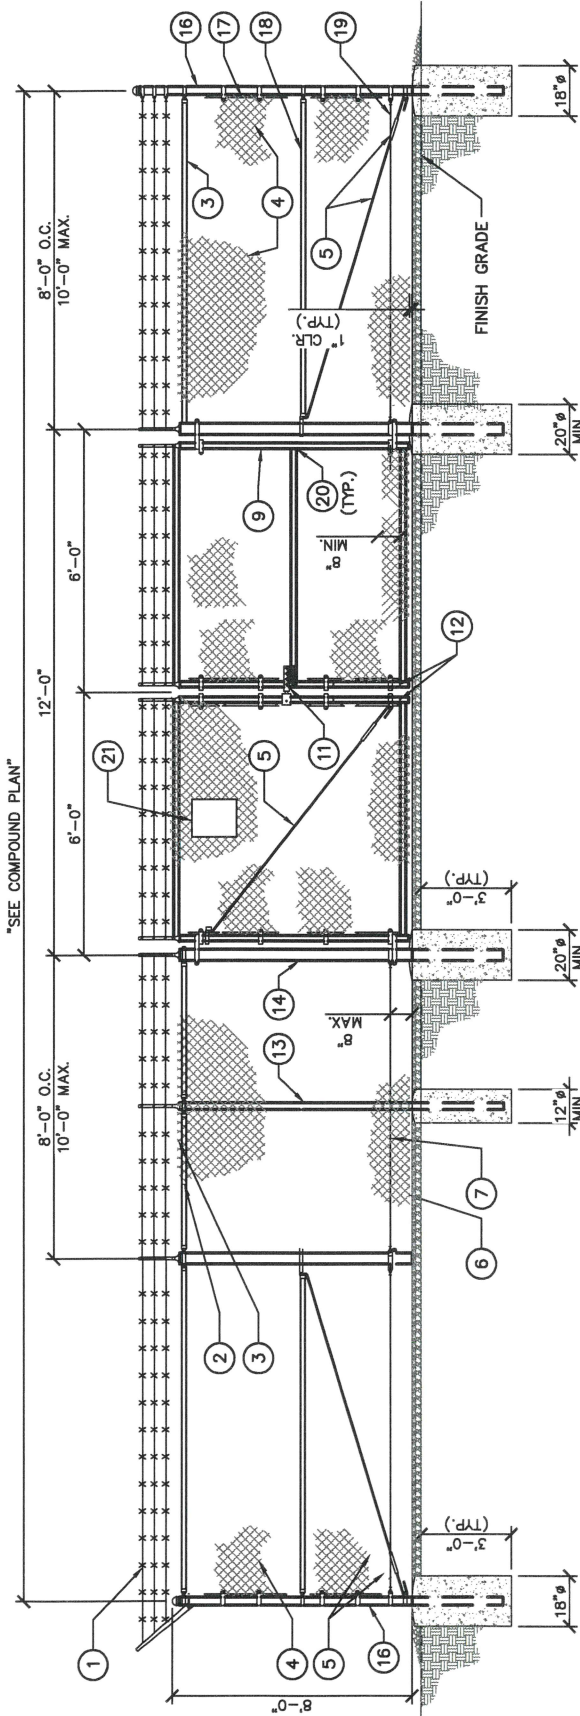 "SEE COMPOUND PLAN"
8'-0" O.C.
10'-0" MAX.
12'-0"
6'-0"
6'-0"
8'-0" O.C.
10'-0" MAX.
1
2
3
21
5
14
13
11
12
9
20
(TYP.)
3
4
5
16
17
18
19
8'-0"
4
5
16
6
7
8"
MAX.
8"
MIN.
1" CLR.
(TYP.)
FINISH GRADE
3'-0"
(TYP.)
3'-0"
(TYP.)
18"ø
12"ø
MIN
20"ø
MIN
20"ø
MIN
18"ø